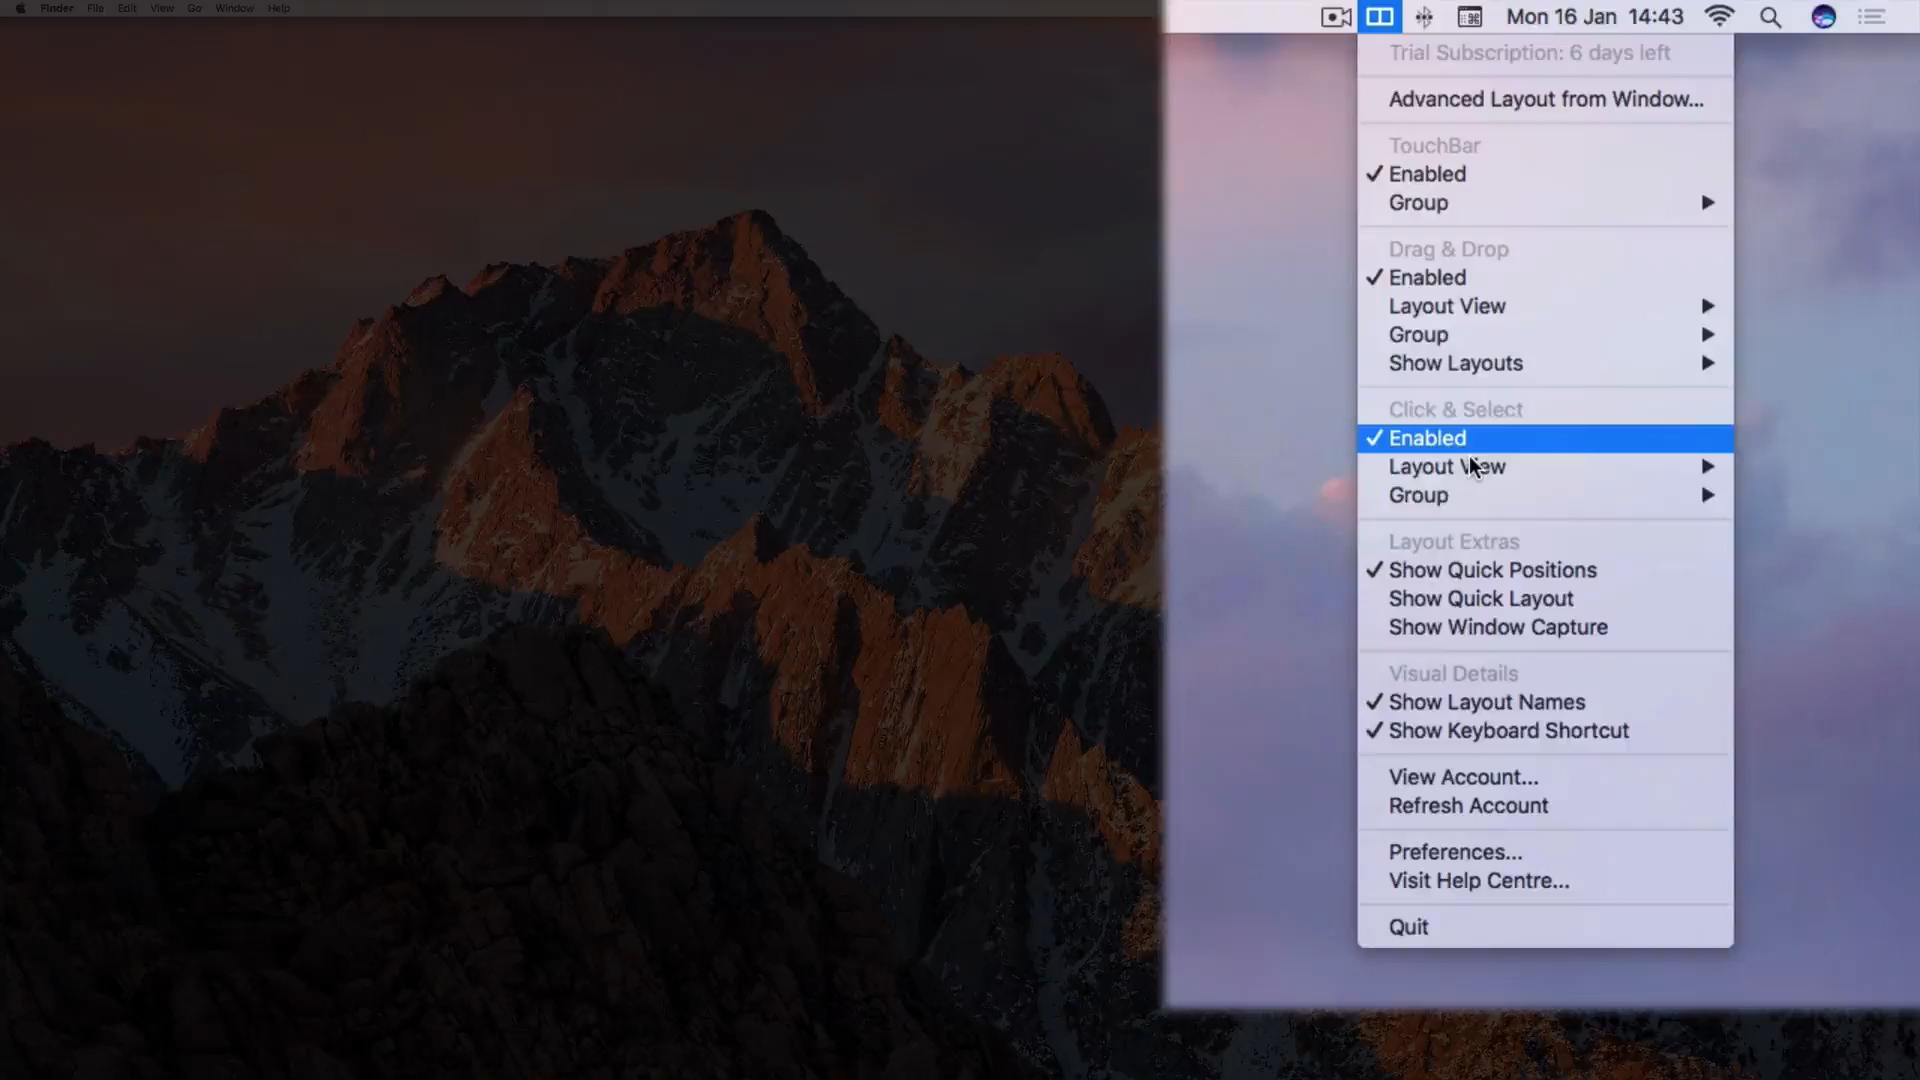 Finder File Edit View Go Window Help
Mon 16 Jan 14:43
Trial Subscription: 6 days left
Advanced Layout from Window...
TouchBar
✓ Enabled
Group
Drag & Drop
✓ Enabled
Layout View
Group
Show Layouts
Click & Select
✓ Enabled
Layout View
Group
Layout Extras
✓ Show Quick Positions
Show Quick Layout
Show Window Capture
Visual Details
✓ Show Layout Names
✓ Show Keyboard Shortcut
View Account...
Refresh Account
Preferences...
Visit Help Centre...
Quit